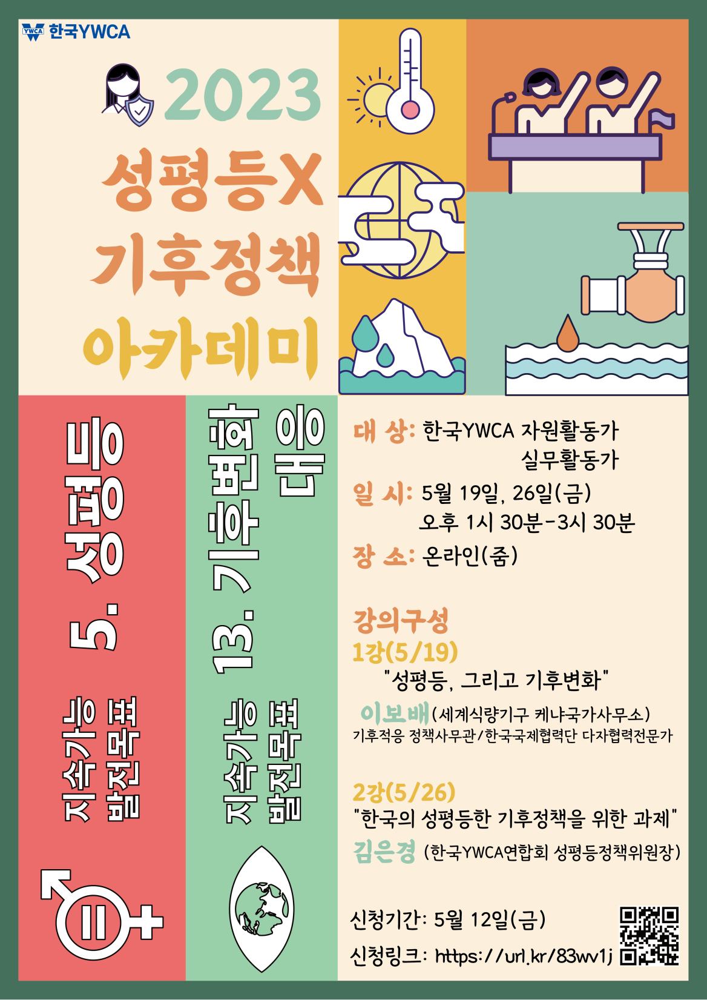 YWCA 한국YWCA
2023
성평등X
기후정책
아카데미
지속가능
발전목표
5. 성평등
지속가능
발전목표
13. 기후변화
대응
대 상: 한국YWCA 자원활동가
실무활동가
일 시: 5월 19일, 26일(금)
오후 1시 30분-3시 30분
장 소: 온라인(줌)
강의구성
1강(5/19)
"성평등, 그리고 기후변화"
이보배(세계식량기구 케냐국가사무소)
기후적응 정책사무관/한국국제협력단 다자협력전문가
2강(5/26)
"한국의 성평등한 기후정책을 위한 과제"
김은경 (한국YWCA연합회 성평등정책위원장)
신청기간: 5월 12일(금)
신청링크: https://url.kr/83wv1j